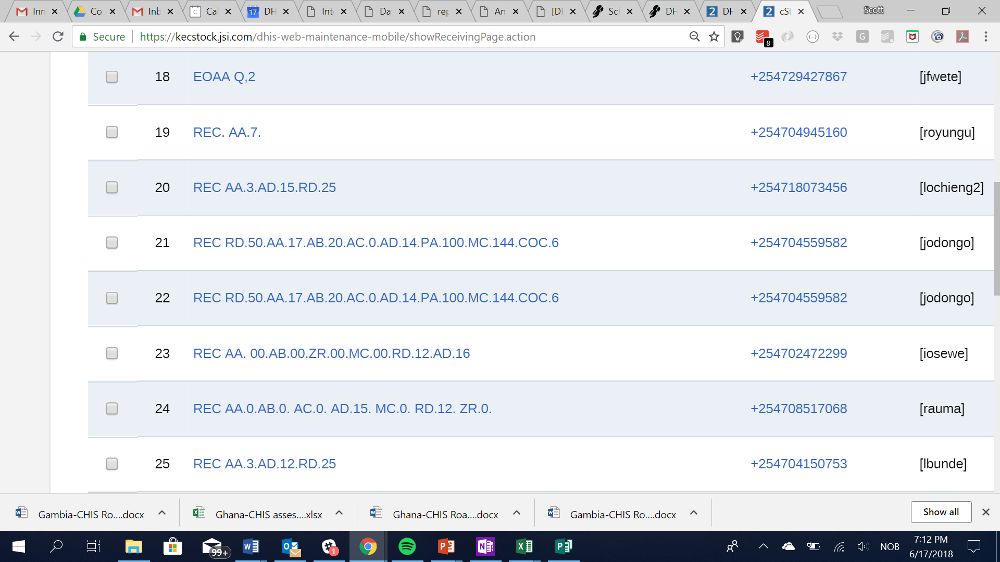 Inn
Co
Inb
Cal
17
DH
Int
Da
rep
An
[DH
Sch
DH
2
DH
2
cSt
Scott
Secure
https://kecstock.jsi.com/dhis-web-maintenance-mobile/showReceivingPage.action
8
G
18 EOAA Q,2 +254729427867 [jfwete]
19 REC. AA.7. +254704945160 [royungu]
20 REC AA.3.AD.15.RD.25 +254718073456 [lochieng2]
21 REC RD.50.AA.17.AB.20.AC.0.AD.14.PA.100.MC.144.COC.6 +254704559582 [jodongo]
22 REC RD.50.AA.17.AB.20.AC.0.AD.14.PA.100.MC.144.COC.6 +254704559582 [jodongo]
23 REC AA. 00.AB.00.ZR.00.MC.00.RD.12.AD.16 +254702472299 [iosewe]
24 REC AA.0.AB.0. AC.0. AD.15. MC.0. RD.12. ZR.0. +254708517068 [rauma]
25 REC AA.3.AD.12.RD.25 +254704150753 [lbunde]
Gambia-CHIS Ro....docx
Ghana-CHIS asses....xlsx
Ghana-CHIS Roa....docx
Gambia-CHIS Ro....docx
Show all
99+
1
NOB
7:12 PM
6/17/2018